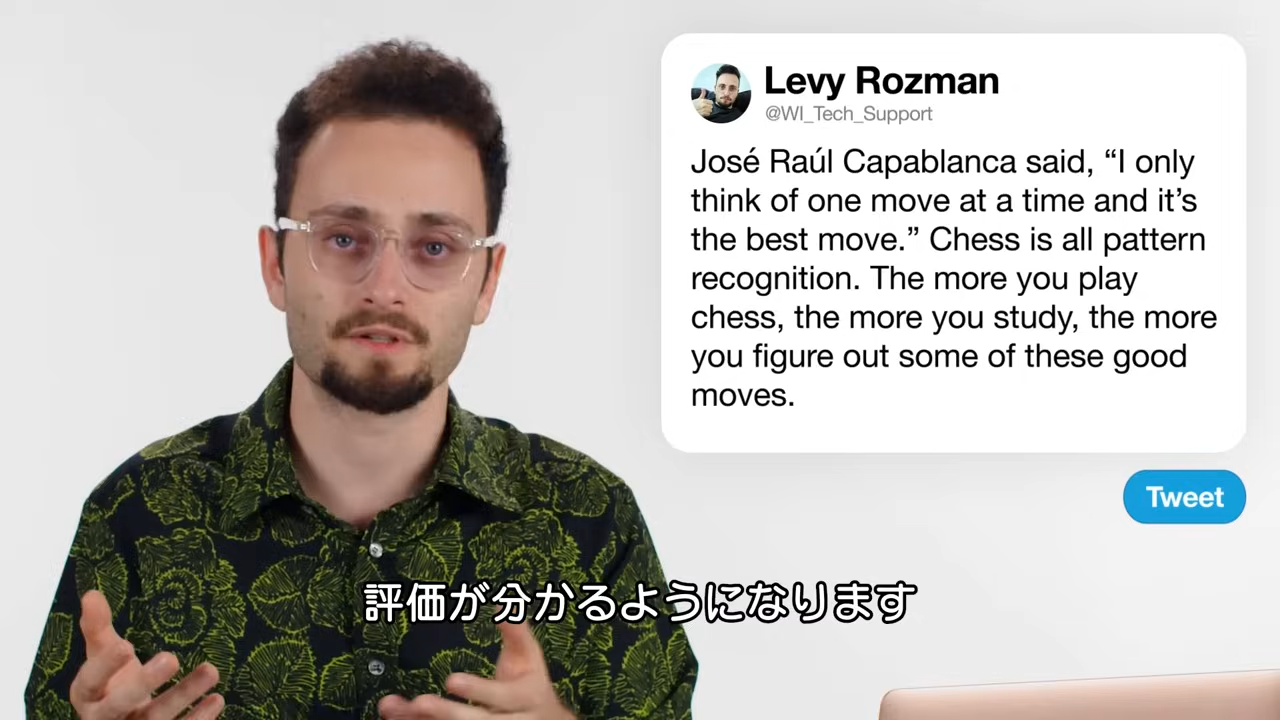 Levy Rozman
@WI_Tech_Support
José Raúl Capablanca said, “I only
think of one move at a time and it’s
the best move.” Chess is all pattern
recognition. The more you play
chess, the more you study, the more
you figure out some of these good
moves.
Tweet
評価が分かるようになります